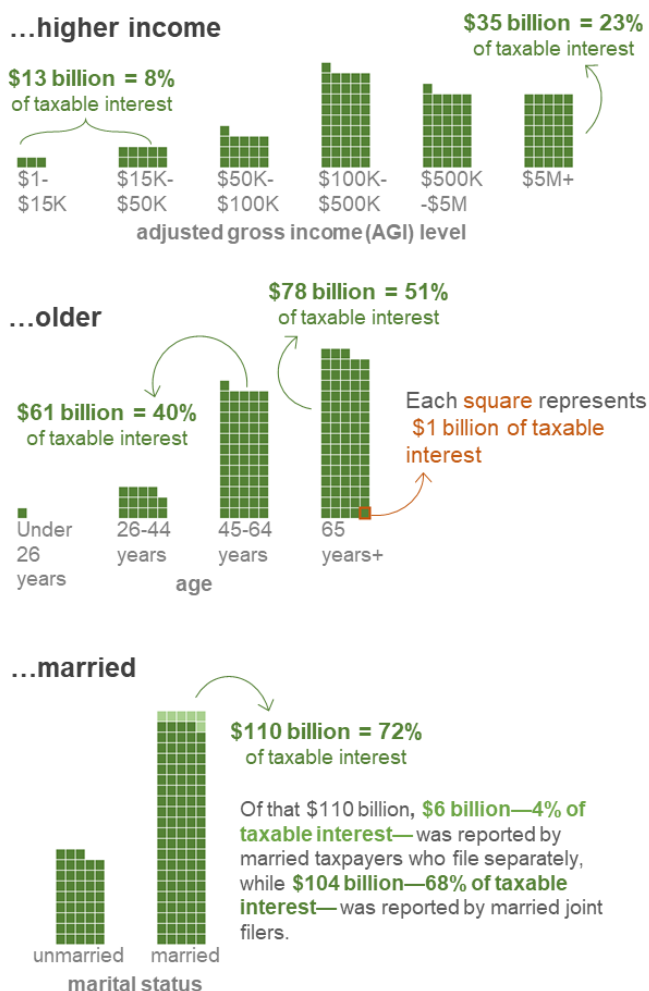 ...higher income
$35 billion = 23%
of taxable interest
$13 billion = 8%
of taxable interest
$1-
$15K
$15K-
$50K
$50K-
$100K
$100K-
$500K
$500K
-$5M
$5M+
adjusted gross income (AGI) level
...older
$78 billion = 51%
of taxable interest
$61 billion = 40%
of taxable interest
Each square represents
$1 billion of taxable
interest
Under
26
years
26-44
years
45-64
years
65
years+
age
...married
$110 billion = 72%
of taxable interest
Of that $110 billion, $6 billion—4% of
taxable interest—was reported by
married taxpayers who file separately,
while $104 billion—68% of taxable
interest—was reported by married joint
filers.
unmarried
married
marital status